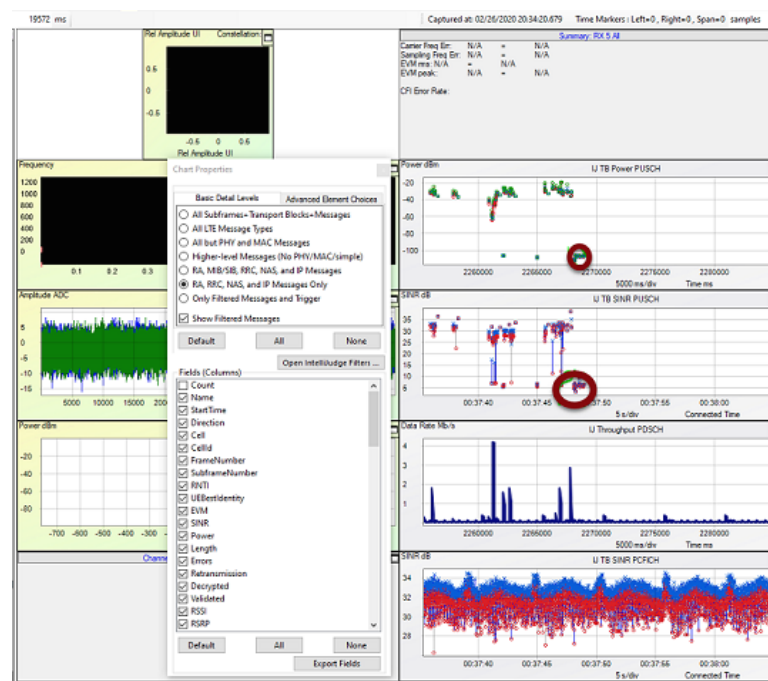 19572 ms
Captured at: 02/26/2020 20:34:20.679 Time Markers : Left=0 , Right=0 , Span=0 samples
Rel Amplitude UI Constellation:
0.5
0
-0.5
-0.5 0 0.5
Rel Amplitude UI
Summary: RX 5 All
Carrier Freq Err: N/A = N/A
Sampling Freq Err: N/A = N/A
EVM rms: N/A = N/A
EVM peak: N/A = N/A
CFI Error Rate:
Frequency
1200
1000
800
600
400
200
0
0.1 0.2 0.3
Chart Properties
Basic Detail Levels Advanced Element Choices
All Subframes+Transport Blocks+Messages
All LTE Message Types
All but PHY and MAC Messages
Higher-level Messages (No PHY/MAC/simple)
RA, MIB/SIB, RRC, NAS, and IP Messages
RA, RRC, NAS, and IP Messages Only
Only Filtered Messages and Trigger
Show Filtered Messages
Default All None
Open IntelliJudge Filters ...
Fields (Columns)
Count
Name
StartTime
Direction
Cell
CellId
FrameNumber
SubframeNumber
RNTI
UEBestIdentity
EVM
SINR
Power
Length
Errors
Retransmission
Decrypted
Validated
RSSI
RSRP
Default All None
Export Fields
Power dBm IJ TB Power PUSCH
-20
-40
-60
-80
-100
2260000 2265000 2270000 2275000 2280000
5000 ms/div Time ms
Amplitude ADC
10
5
0
-5
-10
-15
5000 10000 15000
SINR dB IJ TB SINR PUSCH
35
30
25
20
15
10
5
00:37:40 00:37:45 00:37:50 00:37:55 00:38:00
5 s/div Connected Time
Power dBm
-20
-40
-60
-80
-700 -600 -500 -400 -300
Data Rate Mb/s IJ Throughput PDSCH
4
3
2
1
2260000 2265000 2270000 2275000 2280000
5000 ms/div Time ms
Channe
SINR dB IJ TB SINR PCFICH
34
32
30
28
00:37:40 00:37:45 00:37:50 00:37:55 00:38:00
5 s/div Connected Time